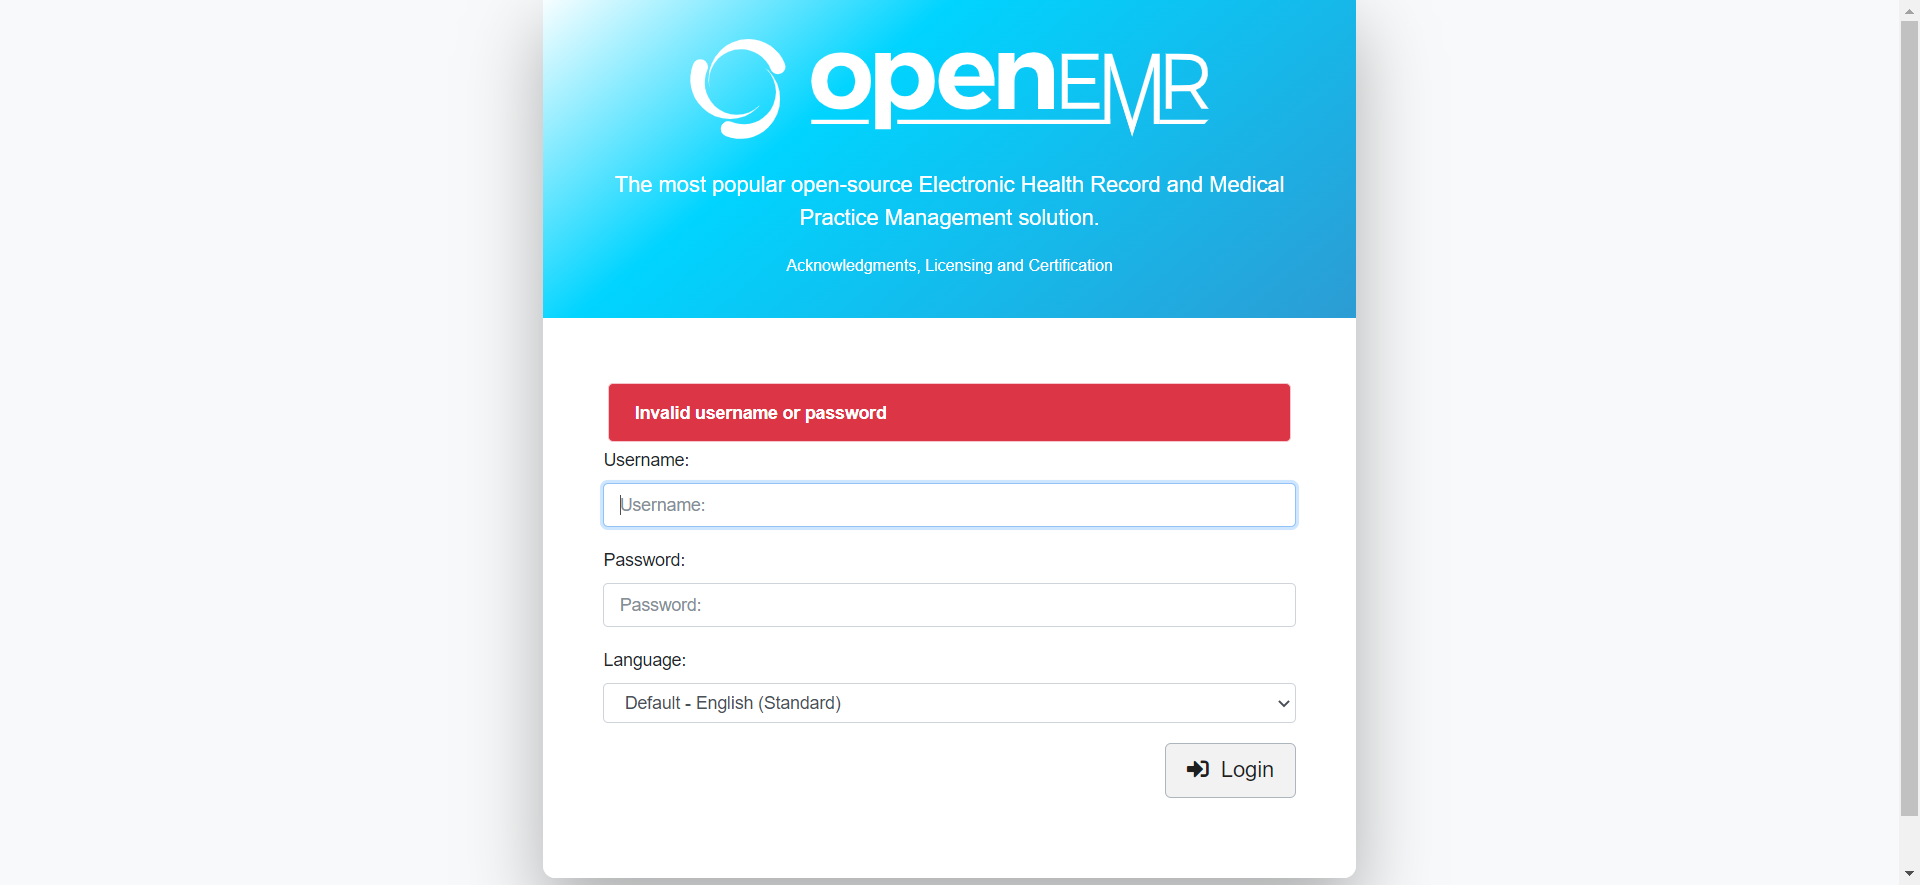 openEMR
The most popular open-source Electronic Health Record and Medical
Practice Management solution.
Acknowledgments, Licensing and Certification
Invalid username or password
Username:
Username:
Password:
Password:
Language:
Default - English (Standard)
Login